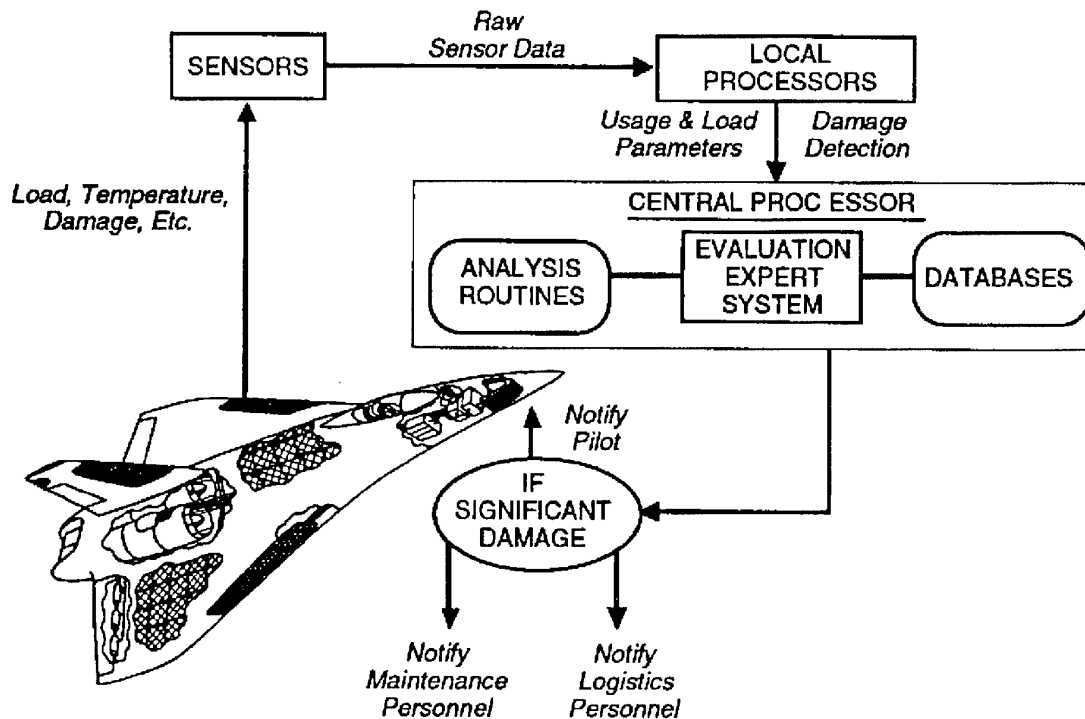 Raw
Sensor Data
SENSORS
LOCAL
PROCESSORS
Usage & Load
Parameters
Damage
Detection
Load, Temperature,
Damage, Etc.
CENTRAL PROC ESSOR
ANALYSIS
ROUTINES
EVALUATION
EXPERT
SYSTEM
DATABASES
Notify
Pilot
IF
SIGNIFICANT
DAMAGE
Notify
Maintenance
Personnel
Notify
Logistics
Personnel